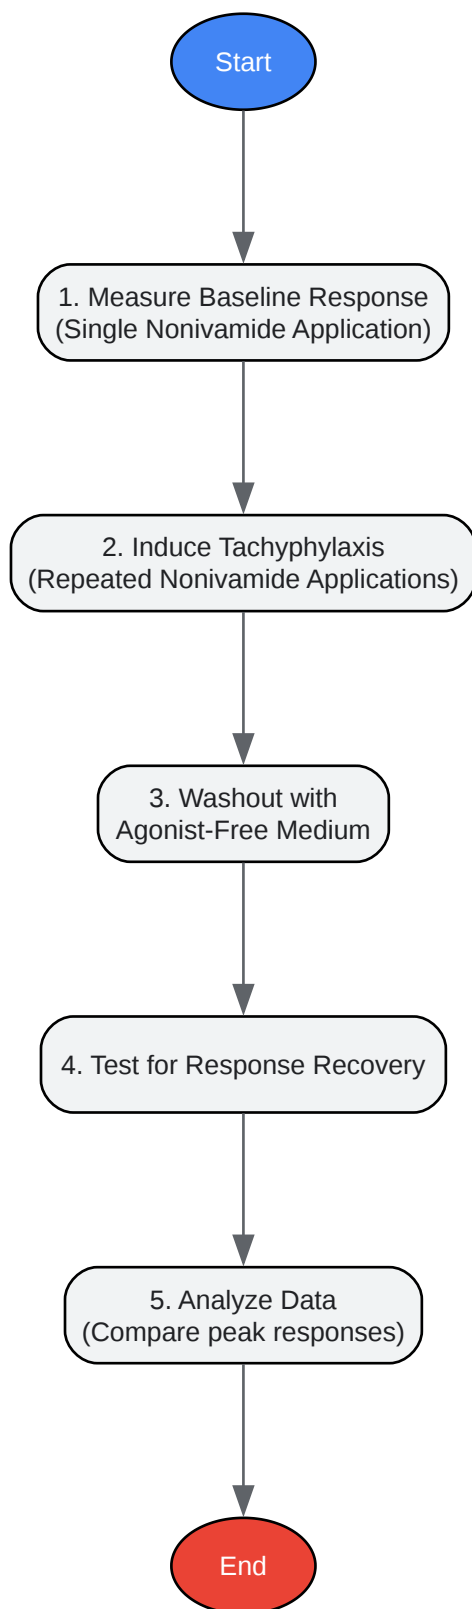 Start
1. Measure Baseline Response
(Single Nonivamide Application)
2. Induce Tachyphylaxis
(Repeated Nonivamide Applications)
3. Washout with
Agonist-Free Medium
4. Test for Response Recovery
5. Analyze Data
(Compare peak responses)
End